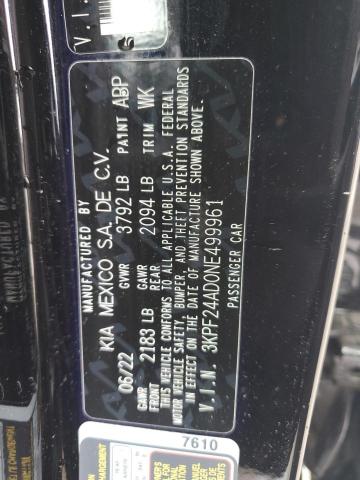 MANUFACTURED BY
KIA MEXICO S.A. DE C.V.
06/22 GVWR 3792 LB PAINT ABP
GAWR FRONT 2183 LB GAWR REAR 2094 LB TRIM WK
THIS VEHICLE CONFORMS TO ALL APPLICABLE U.S.A. FEDERAL
MOTOR VEHICLE SAFETY, BUMPER, AND THEFT PREVENTION STANDARDS
IN EFFECT ON THE DATE OF MANUFACTURE SHOWN ABOVE.
V.I.N. 3KPF24AD0NE499961
PASSENGER CAR
7610